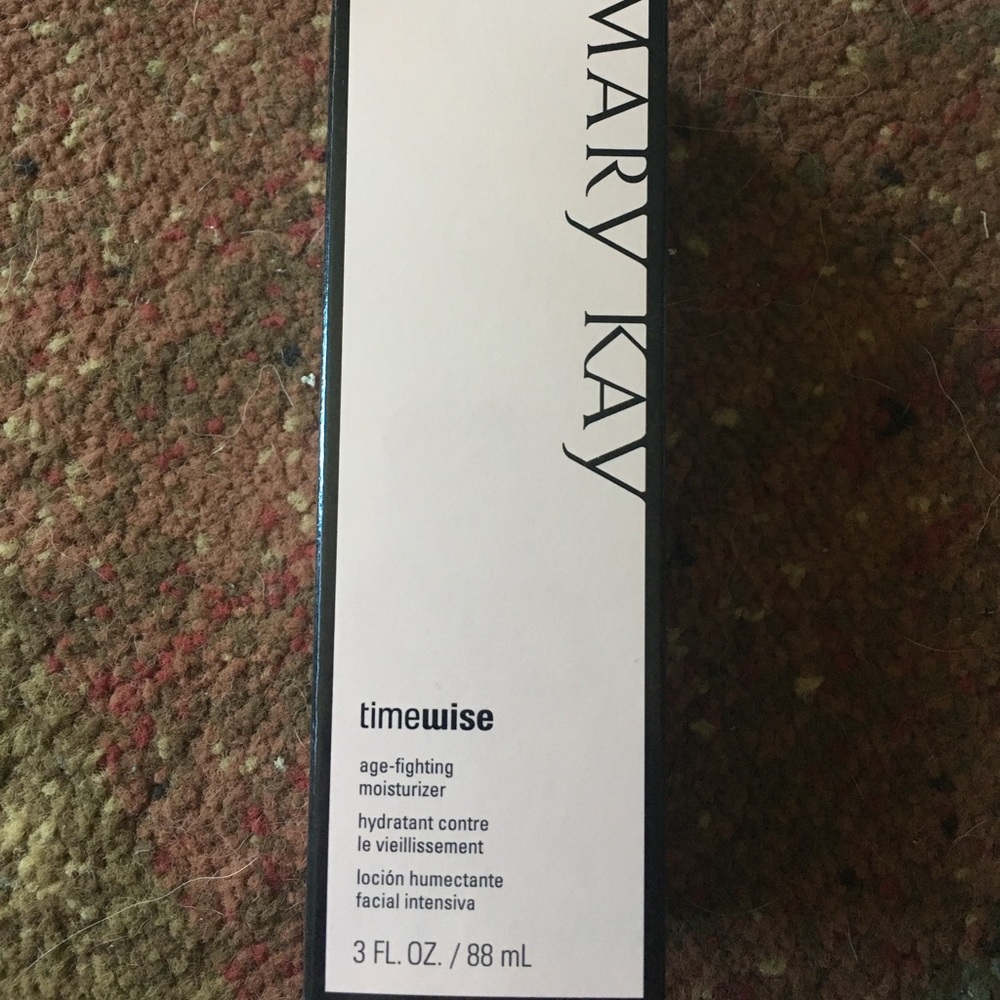 MARY KAY
timewise
age-fighting
moisturizer
hydratant contre
le vieillissement
loción humectante
facial intensiva
3 FL. OZ. / 88 mL